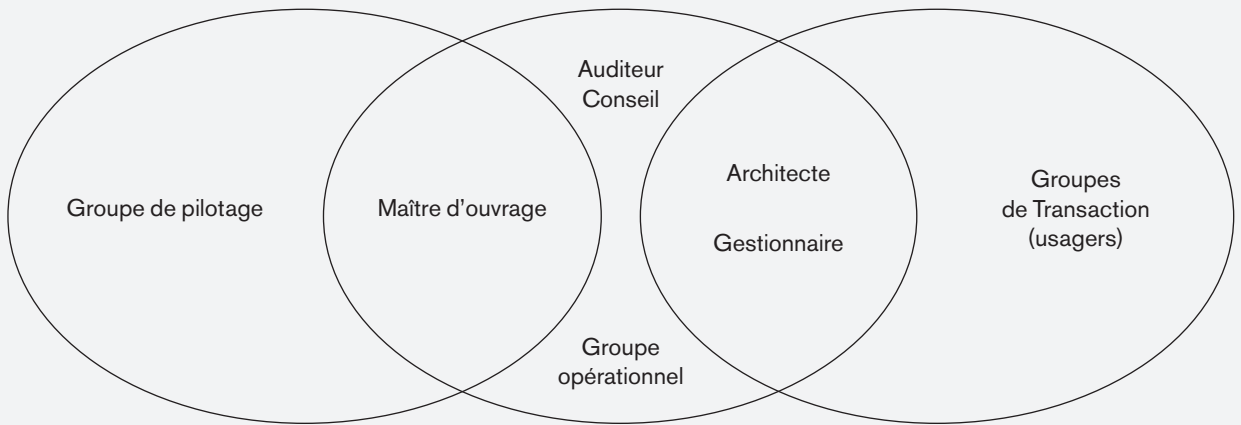 Groupe de pilotage
Maître d'ouvrage
Auditeur
Conseil
Groupe
opérationnel
Architecte
Gestionnaire
Groupes
de Transaction
(usagers)